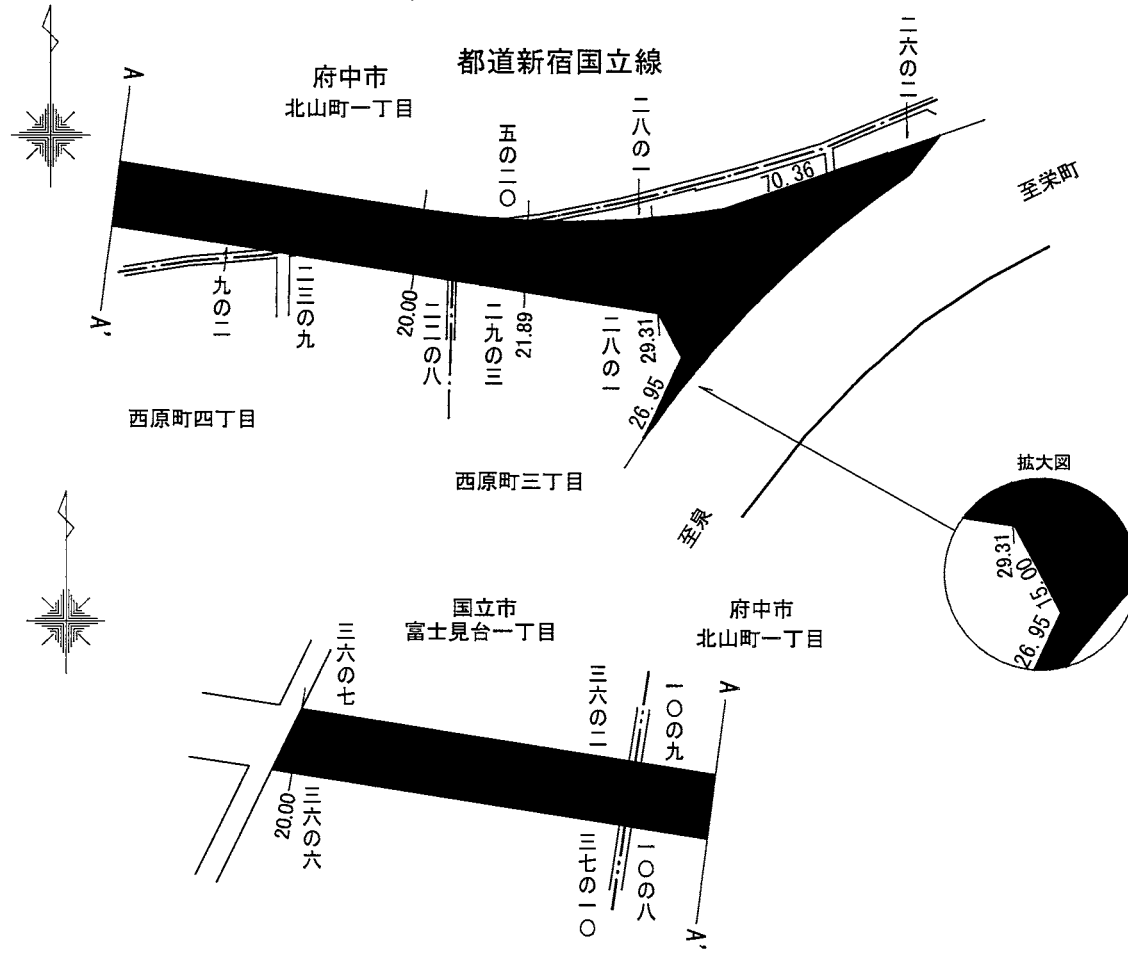 都道新宿国立線
府中市
北山町一丁目
A
A'
五の二〇
二八の一
二六の二
70.36
至栄町
九の二
二三の九
20.00
二二の八
二九の三
21.89
二八の一
29.31
26.95
西原町四丁目
西原町三丁目
至泉
拡大図
29.31
15.00
26.95
国立市
富士見台一丁目
府中市
北山町一丁目
三六の七
三六の二
一〇の九
A
20.00
三六の六
三七の一〇
一〇の八
A'